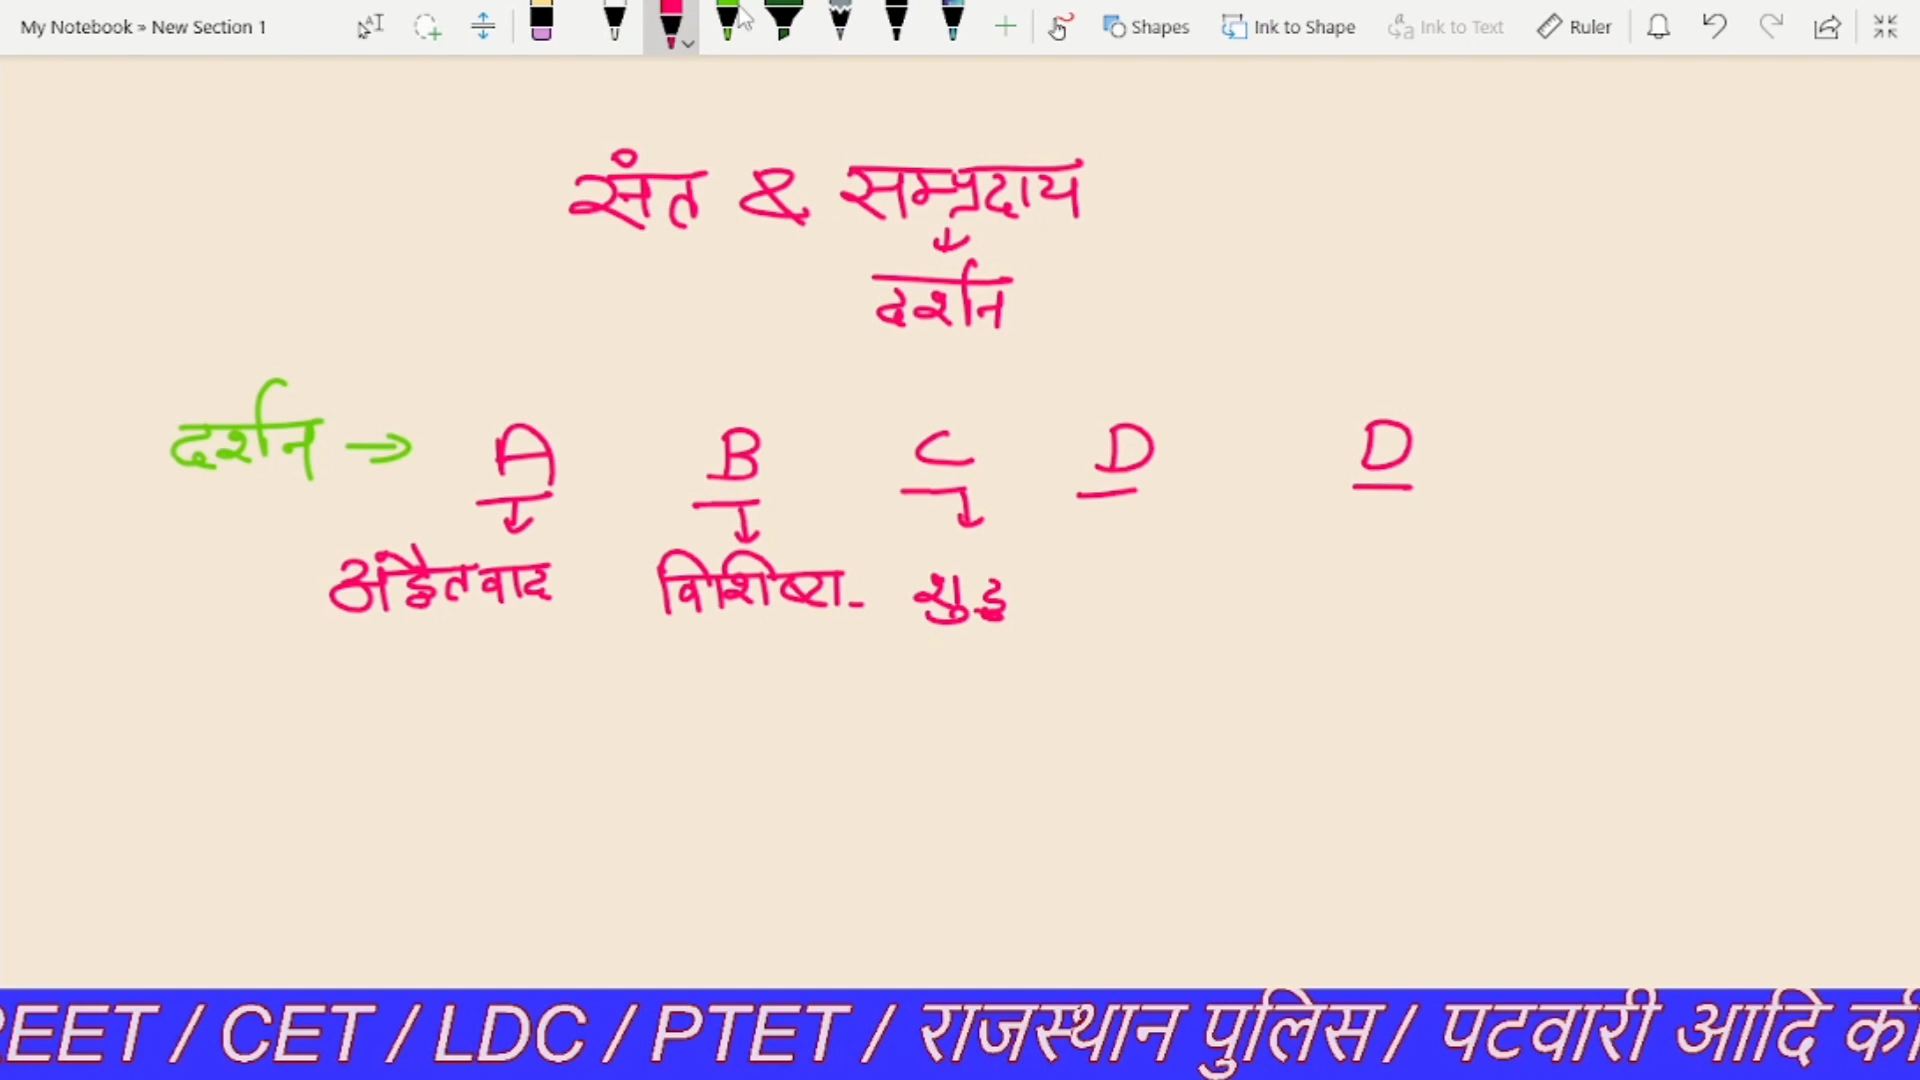 My Notebook » New Section 1 Shapes Ink to Shape Ink to Text Ruler
संत & सम्प्रदाय
↓
दर्शन
दर्शन → A B C D D
↓ ↓ ↓
अद्वैतवाद विशिष्टा- शुद्ध
REET / CET / LDC / PTET / राजस्थान पुलिस / पटवारी आदि की